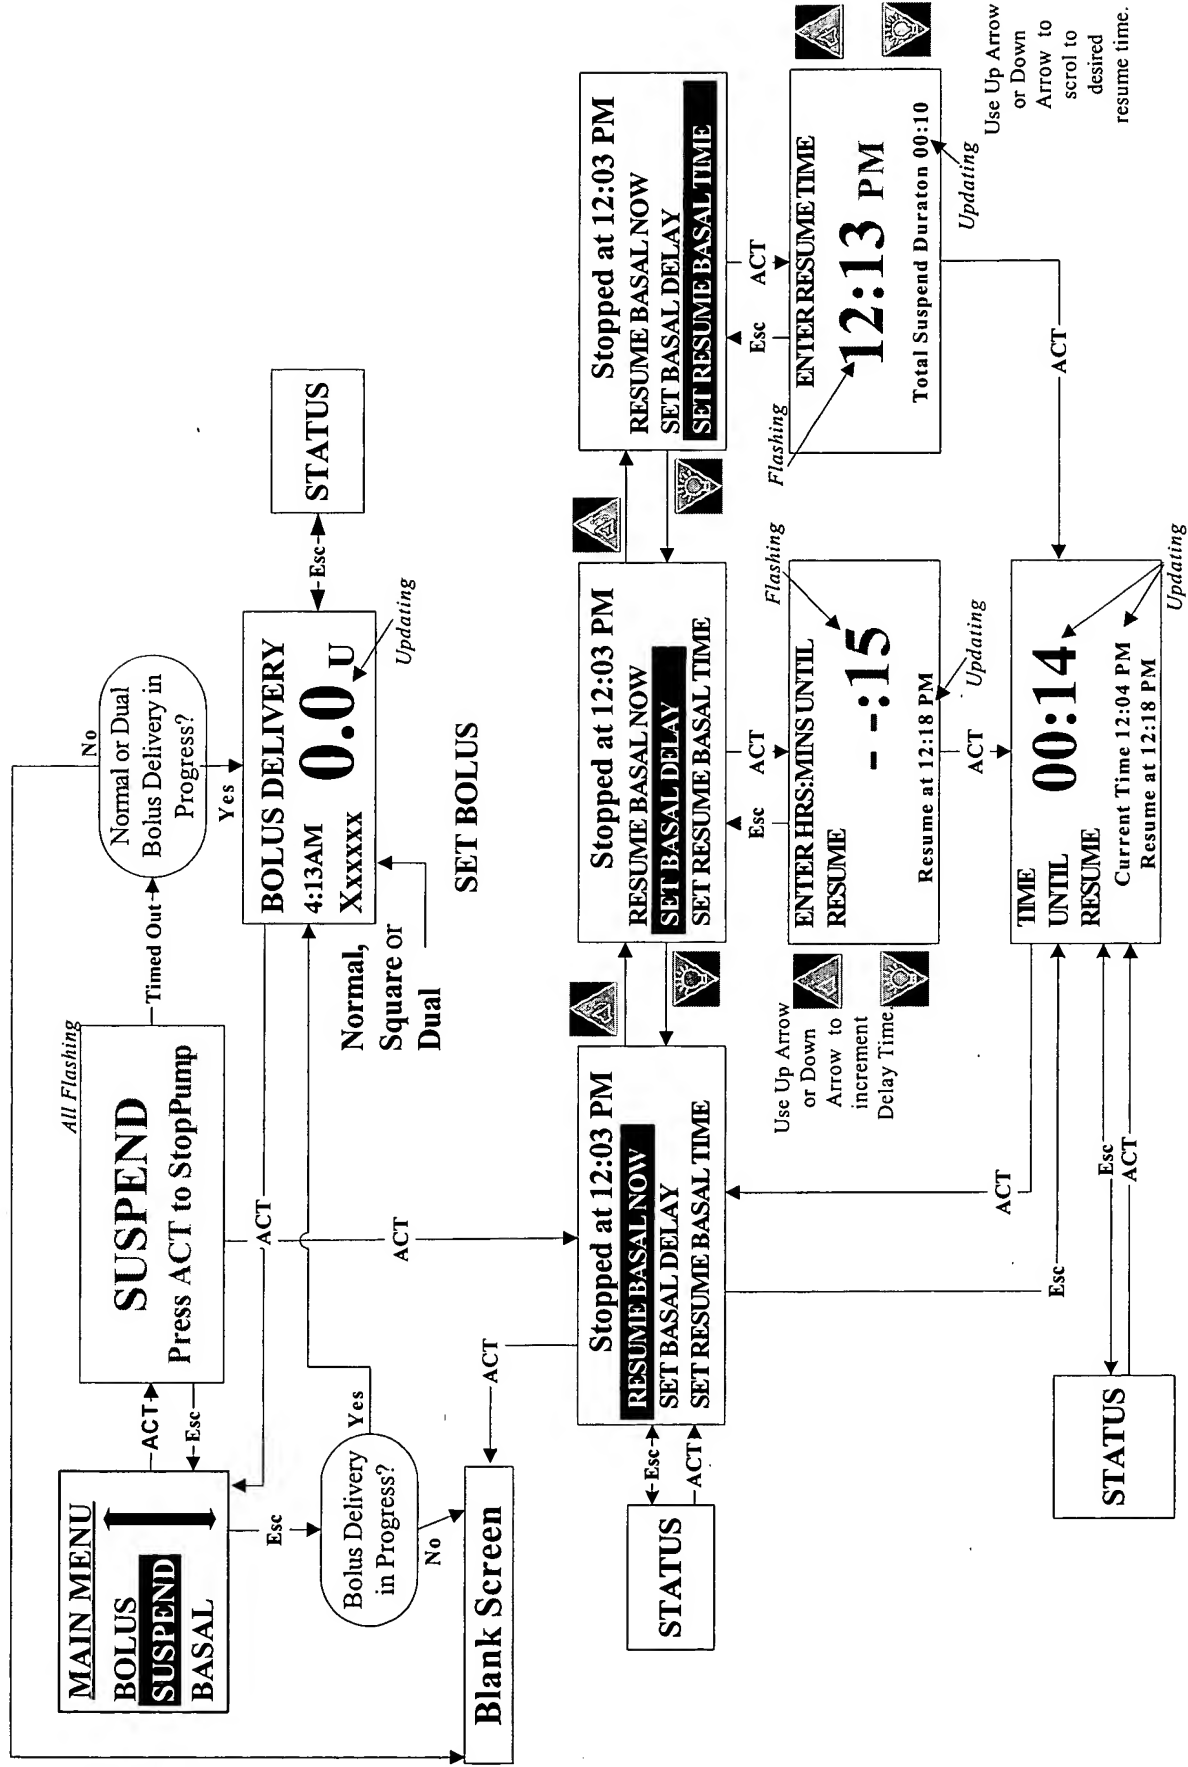 MAIN MENU
BOLUS
SUSPEND
BASAL
ACT
Esc
All Flashing
SUSPEND
Press ACT to StopPump
Timed Out
Normal or Dual
Bolus Delivery in
Progress?
No
Yes
ACT
Esc
Bolus Delivery
in Progress?
Yes
No
BOLUS DELIVERY
4:13AM
0.0 U
Xxxxxx
Updating
Esc
STATUS
Normal,
Square or
Dual
SET BOLUS
Blank Screen
ACT
ACT
STATUS
Esc
ACT
Stopped at 12:03 PM
RESUME BASAL NOW
SET BASAL DELAY
SET RESUME BASAL TIME
Stopped at 12:03 PM
RESUME BASAL NOW
SET BASAL DELAY
SET RESUME BASAL TIME
Stopped at 12:03 PM
RESUME BASAL NOW
SET BASAL DELAY
SET RESUME BASAL TIME
Esc
ACT
Esc
ACT
Use Up Arrow
or Down
Arrow to
increment
Delay Time.
ENTER HRS:MINS UNTIL
RESUME
--:15
Resume at 12:18 PM
Flashing
Updating
Flashing
ENTER RESUME TIME
12:13 PM
Total Suspend Duraton 00:10
Updating
Use Up Arrow
or Down
Arrow to
scrol to
desired
resume time.
ACT
Esc
ACT
ACT
TIME
UNTIL
RESUME
00:14
Current Time 12:04 PM
Resume at 12:18 PM
Updating
STATUS
Esc
ACT